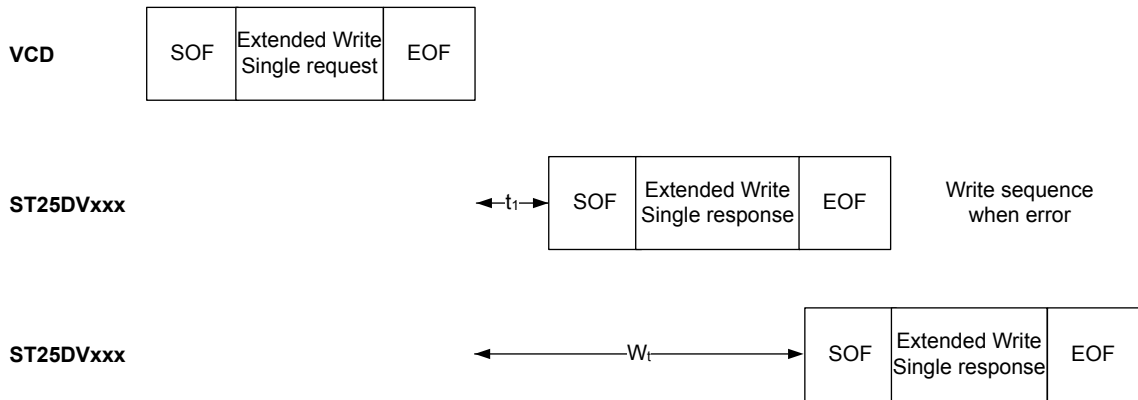 VCD
SOF
Extended Write
Single request
EOF
ST25DVxxx
t1
SOF
Extended Write
Single response
EOF
Write sequence
when error
ST25DVxxx
Wt
SOF
Extended Write
Single response
EOF